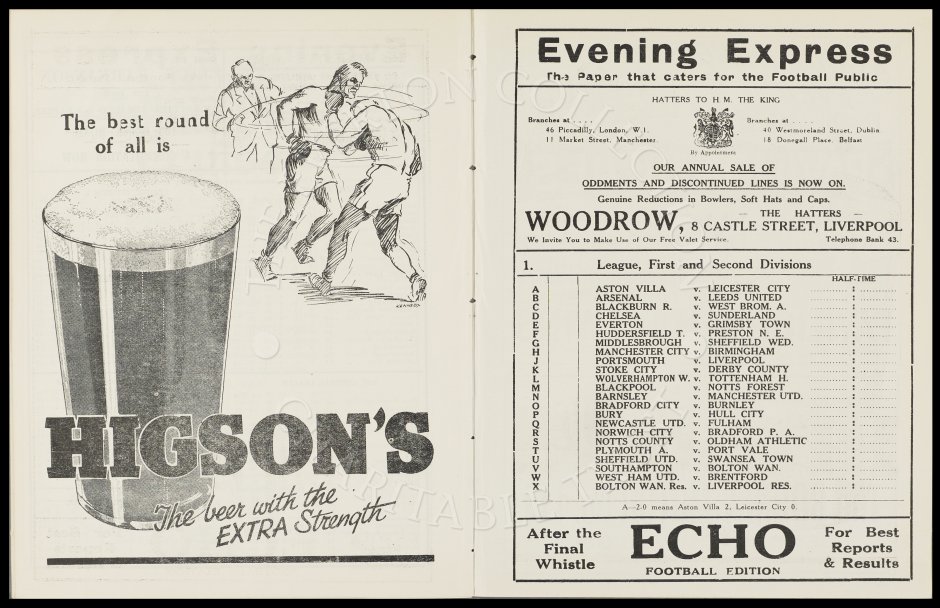 The best round
of all is
HIGSON'S
The beer with the
EXTRA Strength
Evening Express
The Paper that caters for the Football Public
HATTERS TO H M. THE KING
Branches at . . . .
46 Piccadilly, London, W.1.
11 Market Street, Manchester
By Appointment
Branches at . . . .
40 Westmoreland Street, Dublin
18 Donegall Place, Belfast
OUR ANNUAL SALE OF
ODDMENTS AND DISCONTINUED LINES IS NOW ON.
Genuine Reductions in Bowlers, Soft Hats and Caps.
WOODROW, — THE HATTERS — 8 CASTLE STREET, LIVERPOOL
We Invite You to Make Use of Our Free Valet Service. Telephone Bank 43.
1. League, First and Second Divisions
HALF-TIME
A ASTON VILLA v. LEICESTER CITY
B ARSENAL v. LEEDS UNITED
C BLACKBURN R. v. WEST BROM. A.
D CHELSEA v. SUNDERLAND
E EVERTON v. GRIMSBY TOWN
F HUDDERSFIELD T. v. PRESTON N. E.
G MIDDLESBROUGH v. SHEFFIELD WED.
H MANCHESTER CITY v. BIRMINGHAM
J PORTSMOUTH v. LIVERPOOL
K STOKE CITY v. DERBY COUNTY
L WOLVERHAMPTON W. v. TOTTENHAM H.
M BLACKPOOL v. NOTTS FOREST
N BARNSLEY v. MANCHESTER UTD.
O BRADFORD CITY v. BURNLEY
P BURY v. HULL CITY
Q NEWCASTLE UTD. v. FULHAM
R NORWICH CITY v. BRADFORD P. A.
S NOTTS COUNTY v. OLDHAM ATHLETIC
T PLYMOUTH A. v. PORT VALE
U SHEFFIELD UTD. v. SWANSEA TOWN
V SOUTHAMPTON v. BOLTON WAN.
W WEST HAM UTD. v. BRENTFORD
X BOLTON WAN. Res. v. LIVERPOOL RES.
A—2-0 means Aston Villa 2, Leicester City 0.
After the
Final
Whistle
ECHO
FOOTBALL EDITION
For Best
Reports
& Results